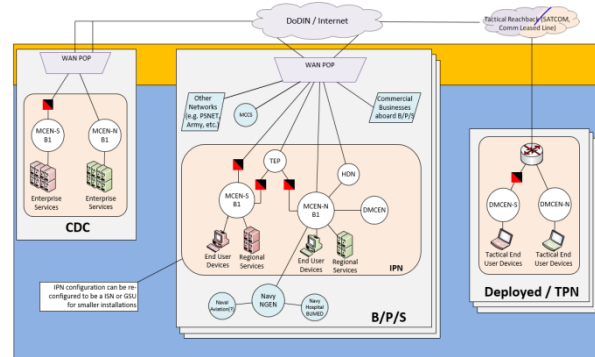 DoDIN / Internet
Tactical Reachback (SATCOM,
Comm Leased Line)
WAN POP
MCEN-S
B1
MCEN-N
B1
Enterprise
Services
Enterprise
Services
CDC
WAN POP
Other
Networks
(e.g. PSNET,
Army, etc.)
MCCS
Commercial
Businesses
aboard B/P/S
TEP
HDN
MCEN-S
B1
MCEN-N
B1
DMCEN
End User
Devices
Regional
Services
End User
Devices
Regional
Services
IPN
Naval
Aviation(?)
Navy
NGEN
Navy
Hospital
BUMED
B/P/S
IPN configuration can be re-
configured to be a ISN or GSU
for smaller installations
DMCEN-S
DMCEN-N
Tactical End
User Devices
Tactical End
User Devices
Deployed / TPN